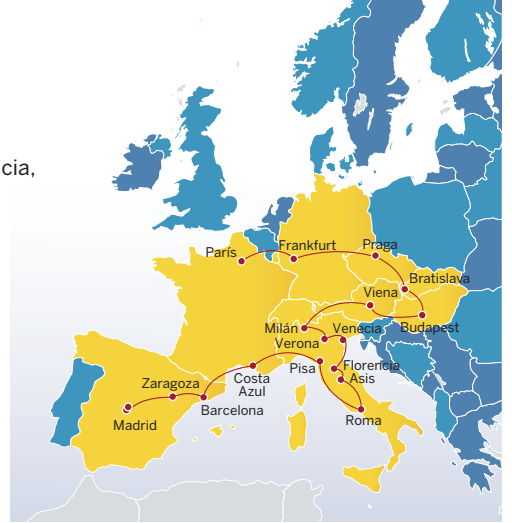 cia,
París
Frankfurt
Praga
Bratislava
Viena
Budapest
Milán
Venecia
Verona
Pisa
Florencia
Asis
Roma
Costa
Azul
Zaragoza
Barcelona
Madrid